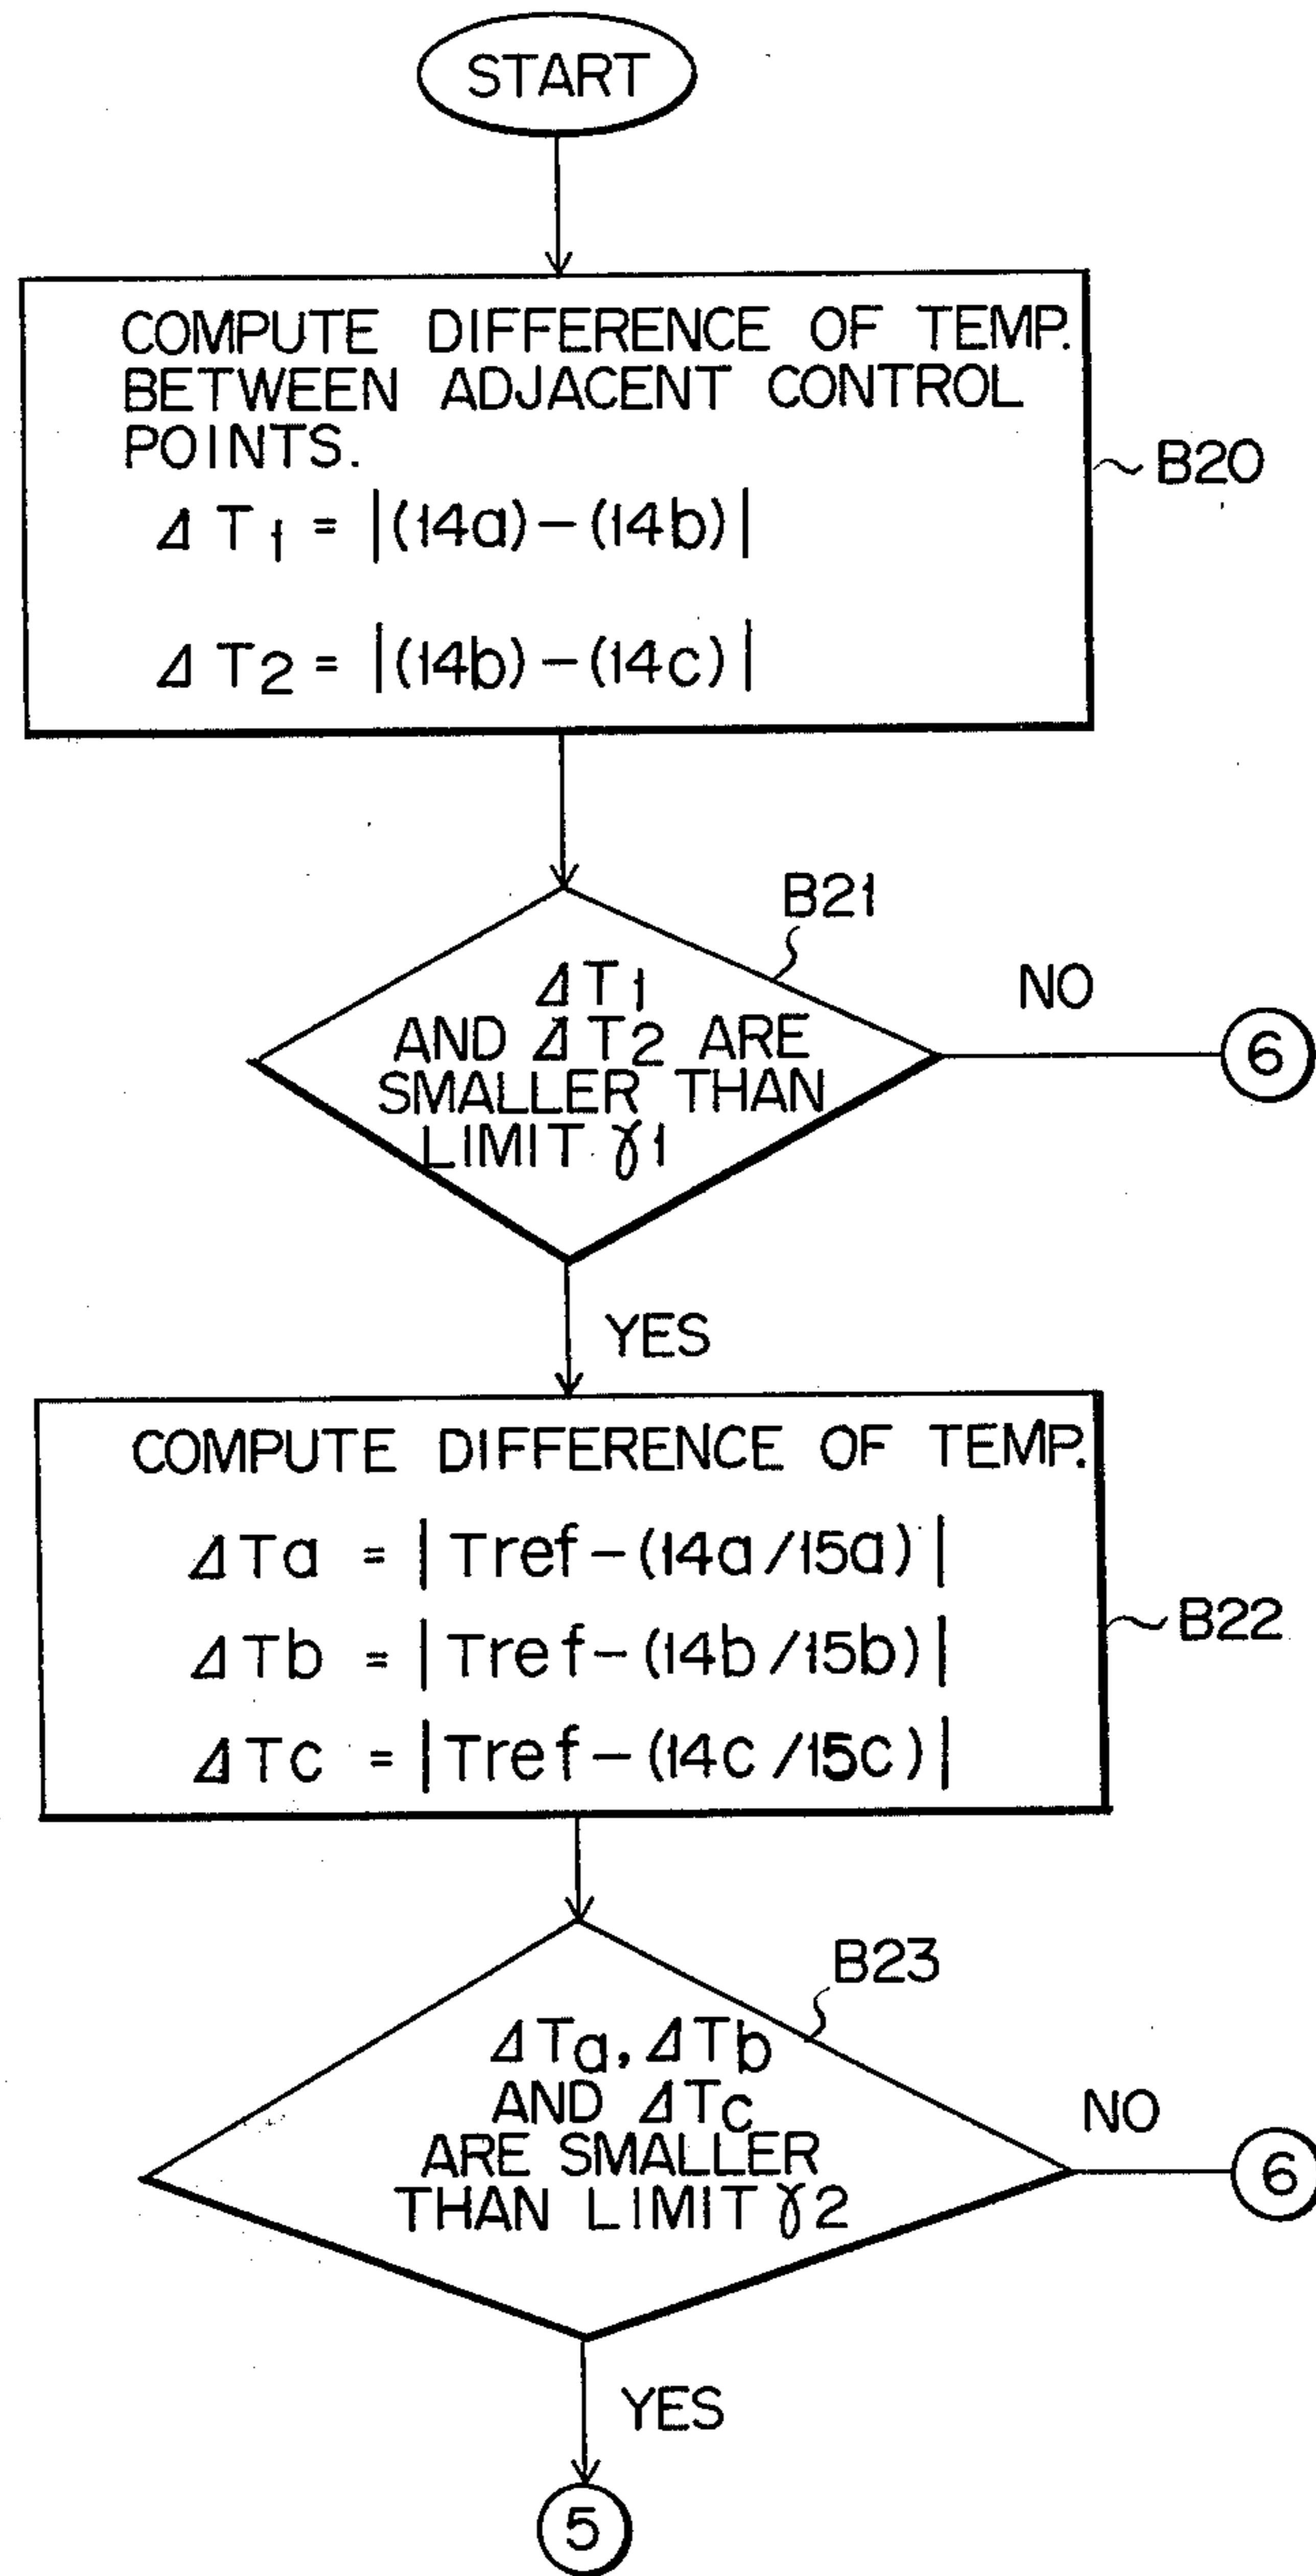 START
COMPUTE DIFFERENCE OF TEMP.
BETWEEN ADJACENT CONTROL
POINTS.
ΔT1 = |(14a)-(14b)|
ΔT2 = |(14b)-(14c)|
B20
B21
ΔT1
AND ΔT2 ARE
SMALLER THAN
LIMIT γ1
NO
6
YES
COMPUTE DIFFERENCE OF TEMP.
ΔTa = |Tref-(14a/15a)|
ΔTb = |Tref-(14b/15b)|
ΔTc = |Tref-(14c/15c)|
B22
B23
ΔTa, ΔTb
AND ΔTc
ARE SMALLER
THAN LIMIT γ2
NO
6
YES
5